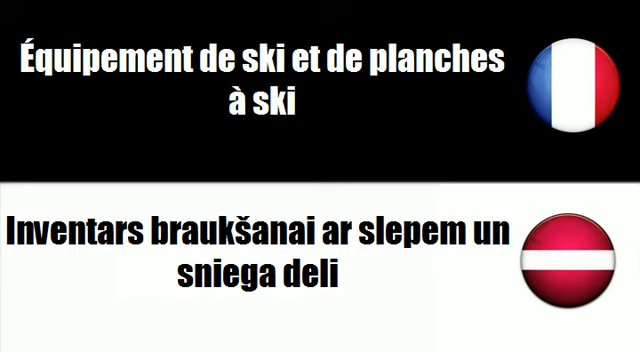 Équipement de ski et de planches
à ski
Inventars braukšanai ar slepem un
sniega deli